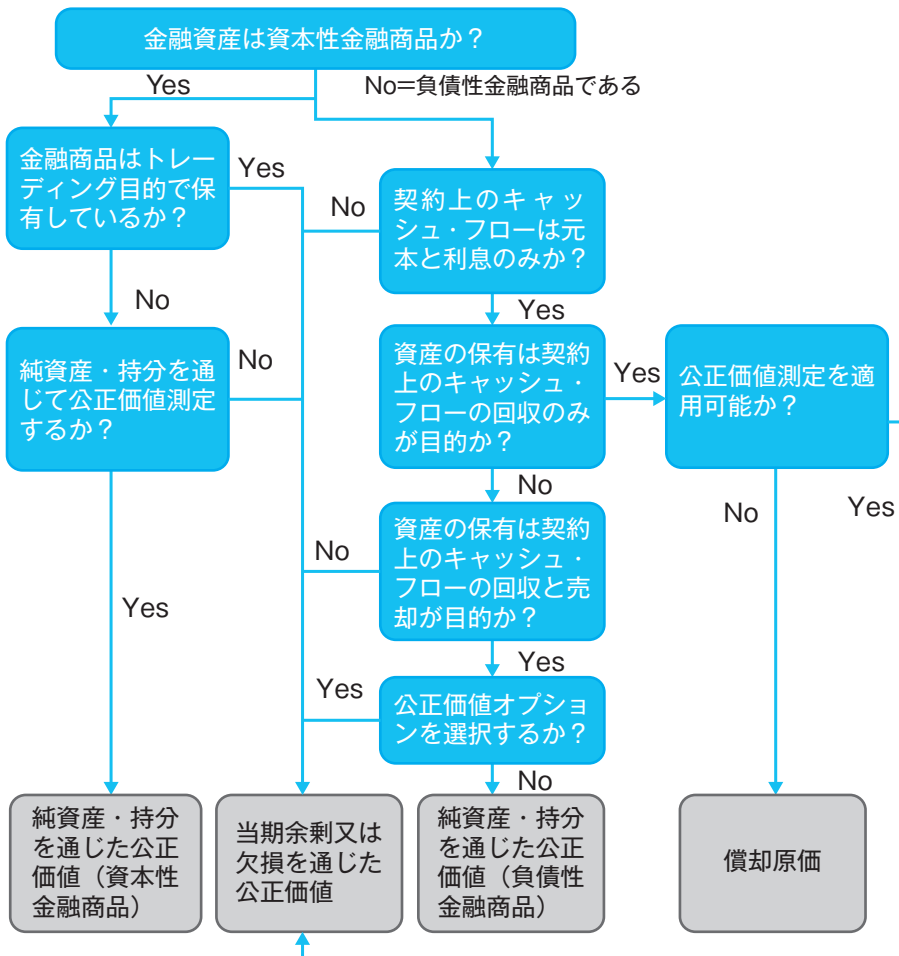 金融資産は資本性金融商品か？
Yes
No＝負債性金融商品である
金融商品はトレー
ディング目的で保
有しているか？
Yes
No
契約上のキャッ
シュ・フローは元
本と利息のみか？
No
Yes
純資産・持分を通
じて公正価値測定
するか？
No
資産の保有は契約
上のキャッシュ・
フローの回収のみ
が目的か？
Yes
公正価値測定を適
用可能か？
No
No
Yes
資産の保有は契約
上のキャッシュ・
フローの回収と売
却が目的か？
No
Yes
Yes
Yes
公正価値オプショ
ンを選択するか？
No
純資産・持分
を通じた公正
価値（資本性
金融商品）
当期余剰又は
欠損を通じた
公正価値
純資産・持分
を通じた公正
価値（負債性
金融商品）
償却原価